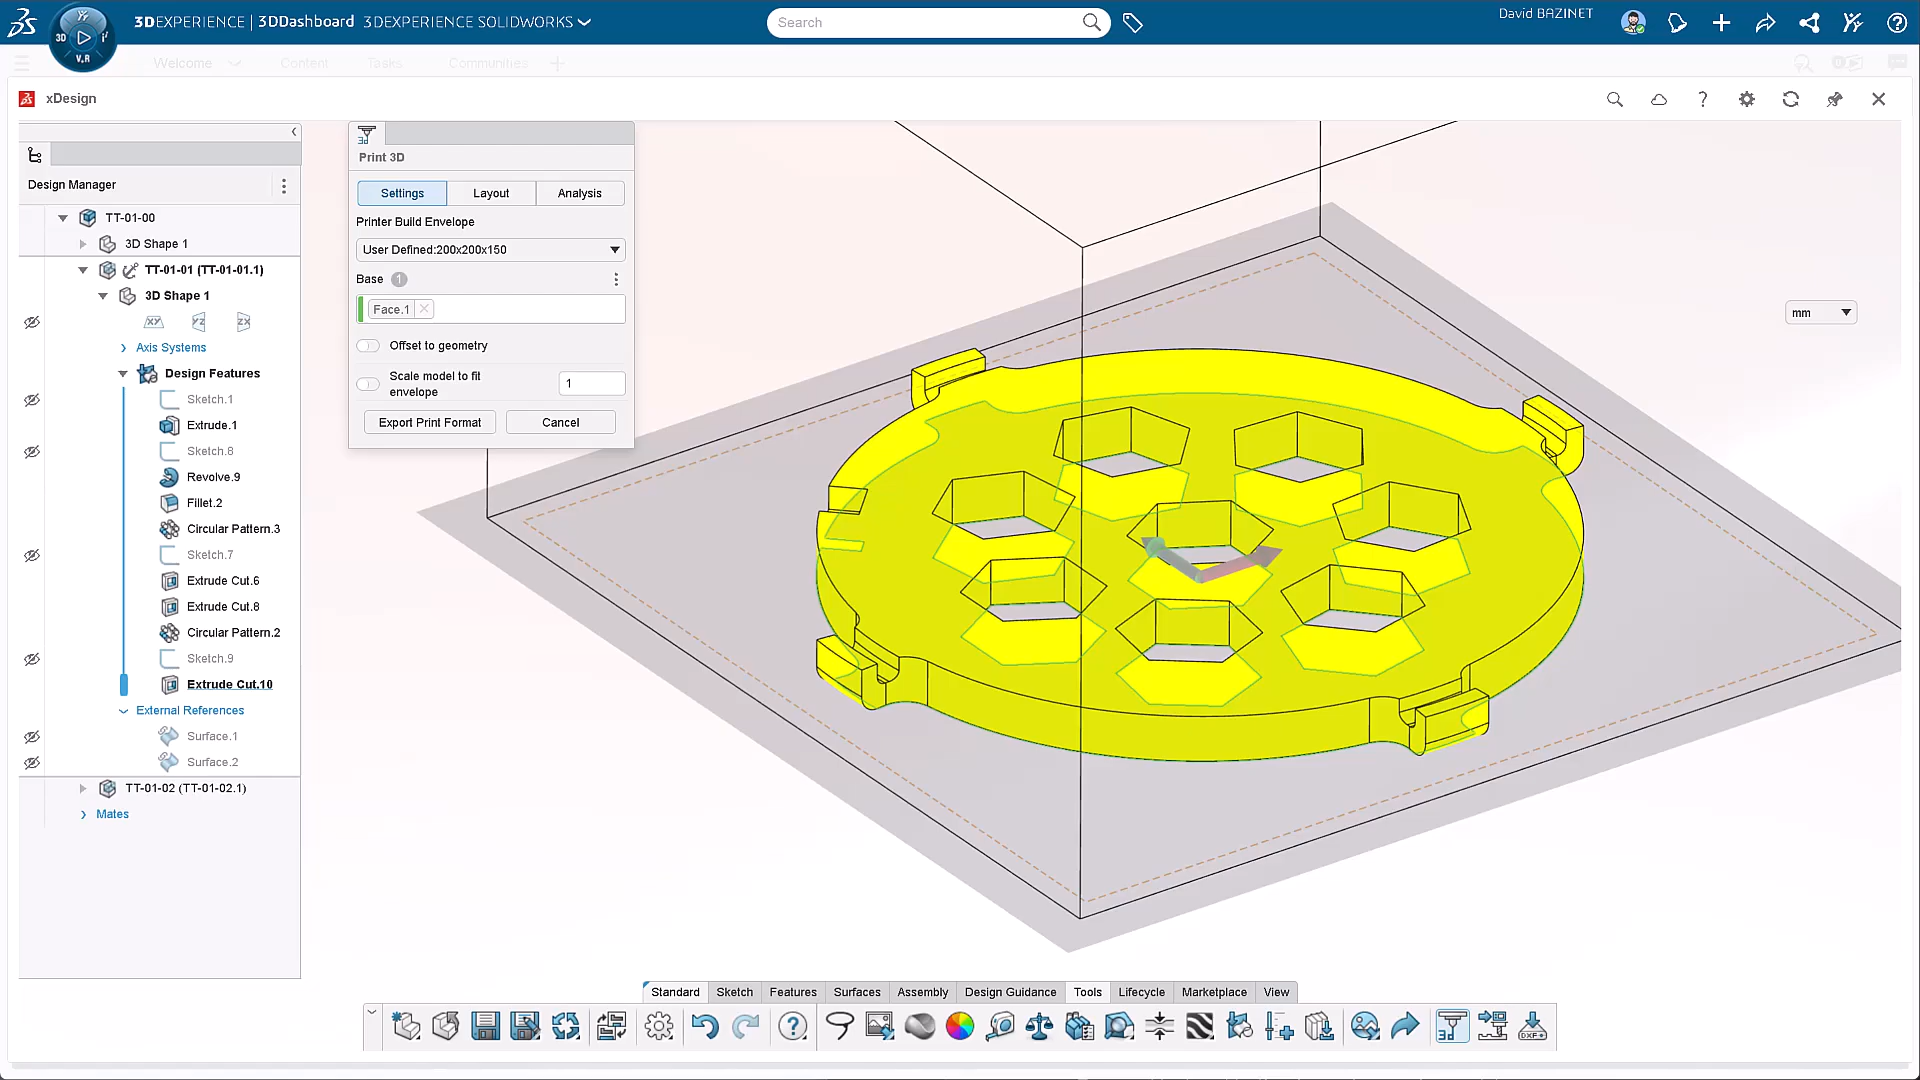 3DEXPERIENCE | 3DDashboard 3DEXPERIENCE SOLIDWORKS
Search
David BAZINET
3D
V.R
Welcome
Content
Tasks
Communities
xDesign
Design Manager
TT-01-00
3D Shape 1
TT-01-01 (TT-01-01.1)
3D Shape 1
XY YZ ZX
Axis Systems
Design Features
Sketch.1
Extrude.1
Sketch.8
Revolve.9
Fillet.2
Circular Pattern.3
Sketch.7
Extrude Cut.6
Extrude Cut.8
Circular Pattern.2
Sketch.9
Extrude Cut.10
External References
Surface.1
Surface.2
TT-01-02 (TT-01-02.1)
Mates
Print 3D
Settings Layout Analysis
Printer Build Envelope
User Defined:200x200x150
Base 1
Face.1
Offset to geometry
Scale model to fit
envelope
1
Export Print Format Cancel
mm
Standard Sketch Features Surfaces Assembly Design Guidance Tools Lifecycle Marketplace View
DXF